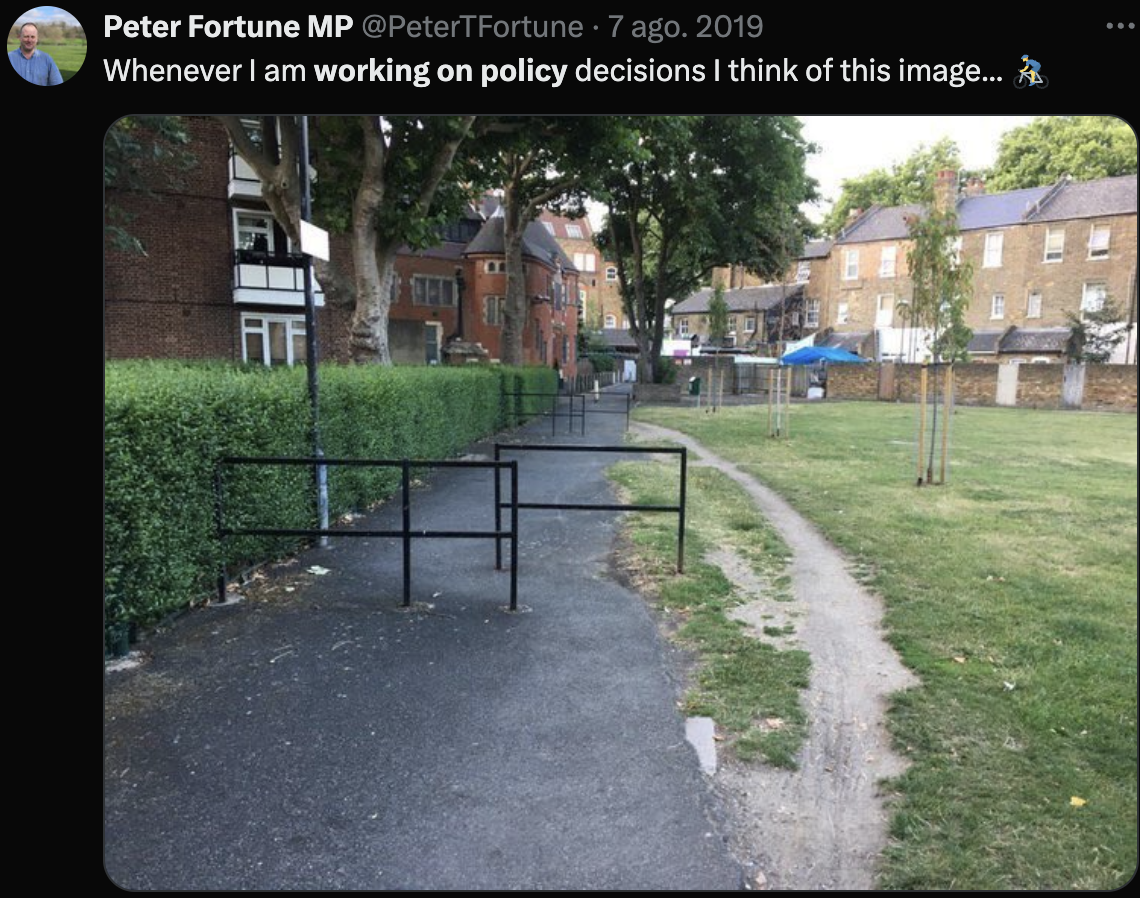 Peter Fortune MP @PeterTFortune · 7 ago. 2019
Whenever I am working on policy decisions I think of this image... 🚴